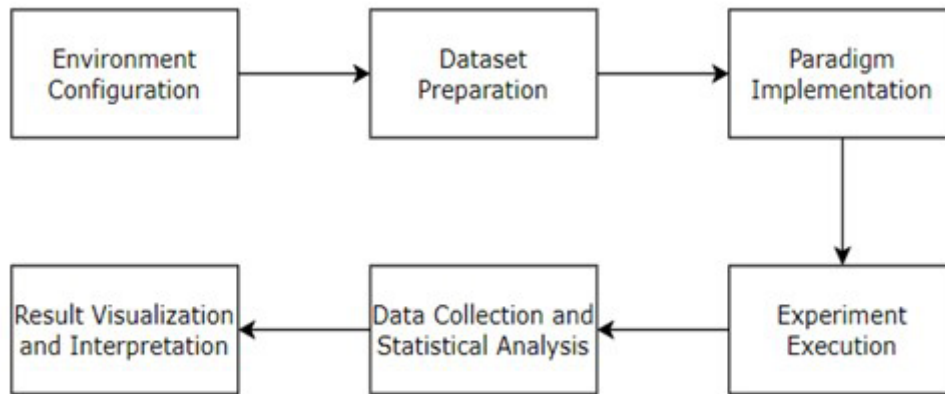 Environment
Configuration
Dataset
Preparation
Paradigm
Implementation
Experiment
Execution
Data Collection and
Statistical Analysis
Result Visualization
and Interpretation